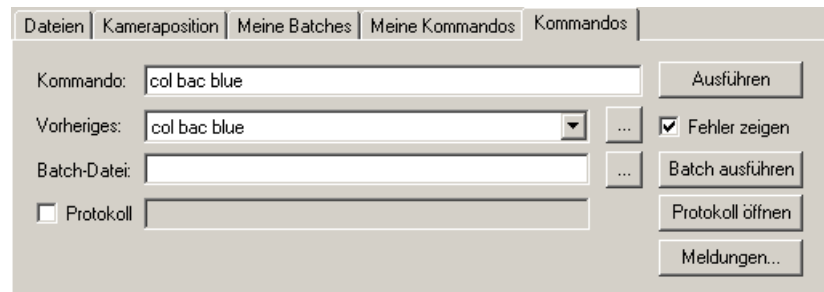 Dateien Kameraposition Meine Batches Meine Kommandos Kommandos
Kommando: col bac blue Ausführen
Vorheriges: col bac blue ... Fehler zeigen
Batch-Datei: ... Batch ausführen
Protokoll Protokoll öffnen
Meldungen...